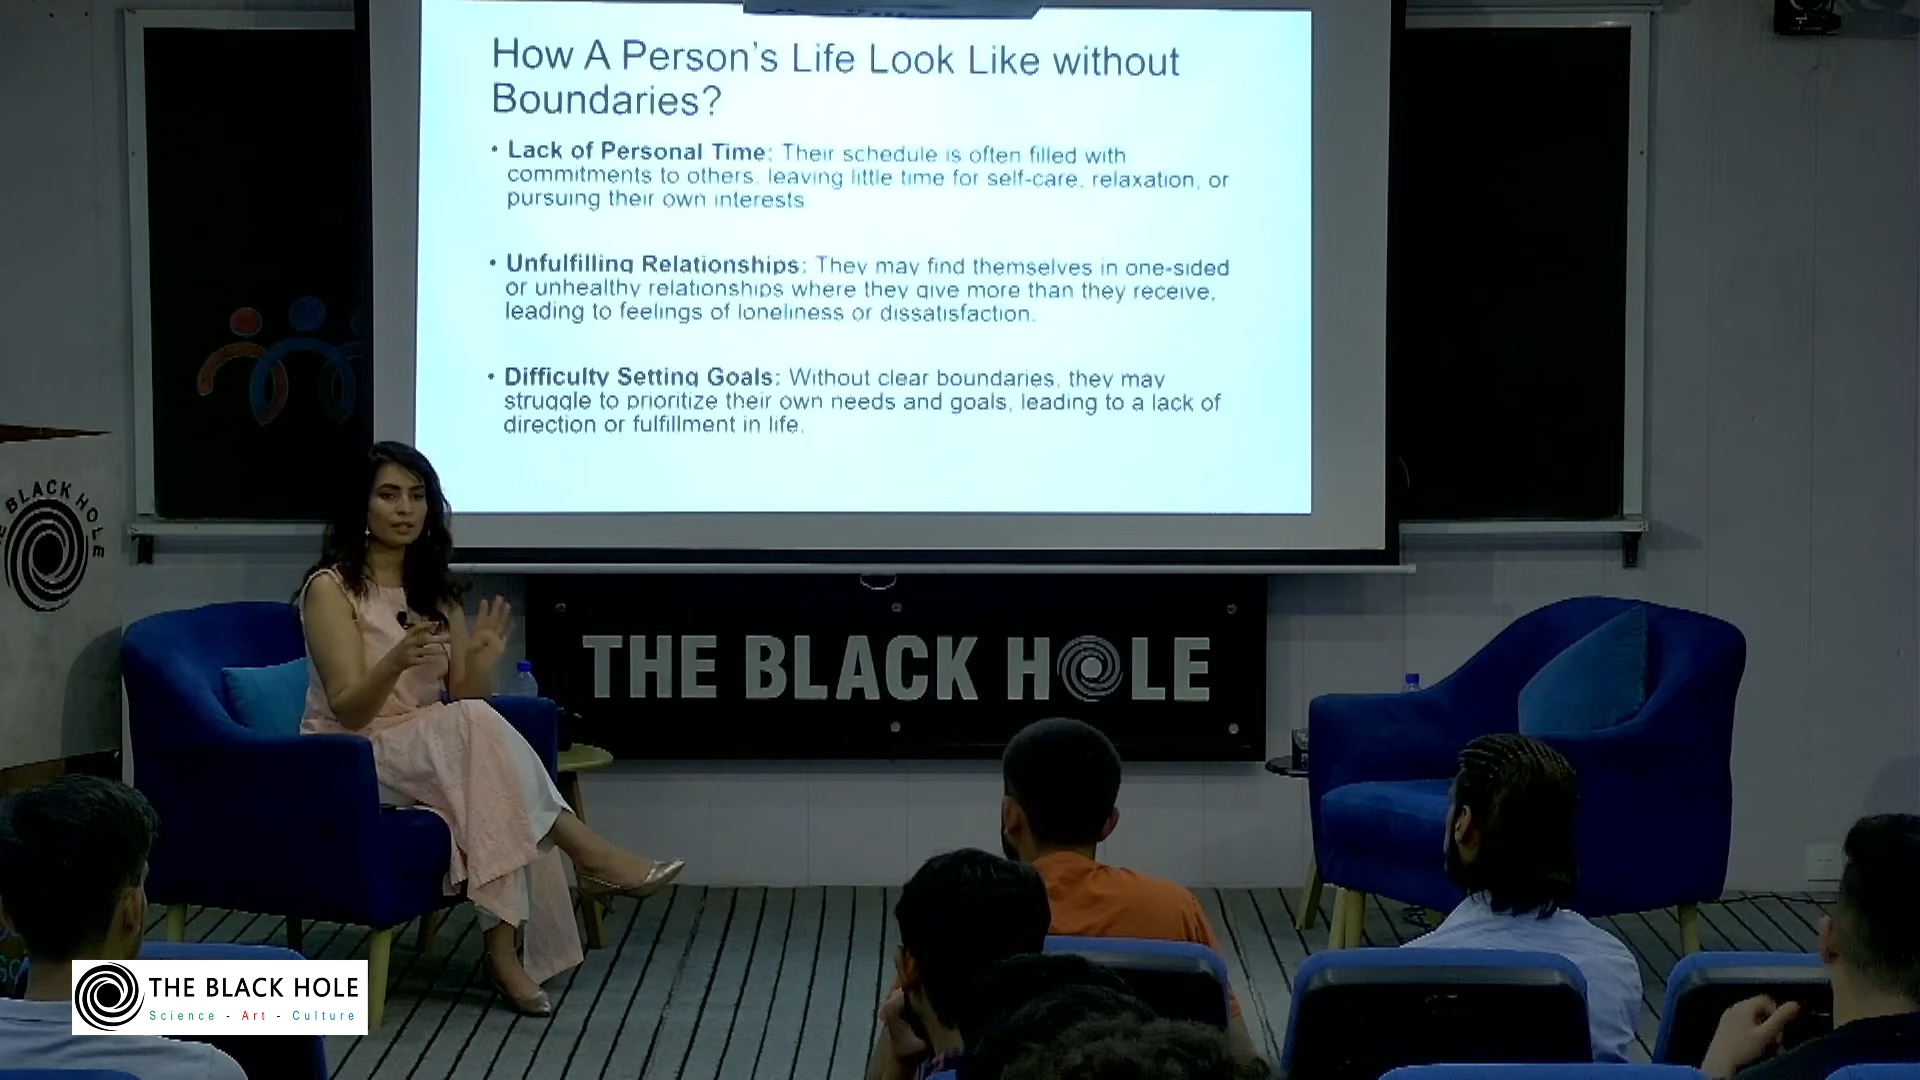 How A Person's Life Look Like without
Boundaries?
• Lack of Personal Time: Their schedule is often filled with
commitments to others, leaving little time for self-care, relaxation, or
pursuing their own interests
• Unfulfilling Relationships: They may find themselves in one-sided
or unhealthy relationships where they give more than they receive,
leading to feelings of loneliness or dissatisfaction.
• Difficulty Setting Goals: Without clear boundaries, they may
struggle to prioritize their own needs and goals, leading to a lack of
direction or fulfillment in life.
BLACK HOLE
THE BLACK HOLE
THE BLACK HOLE
Science - Art - Culture